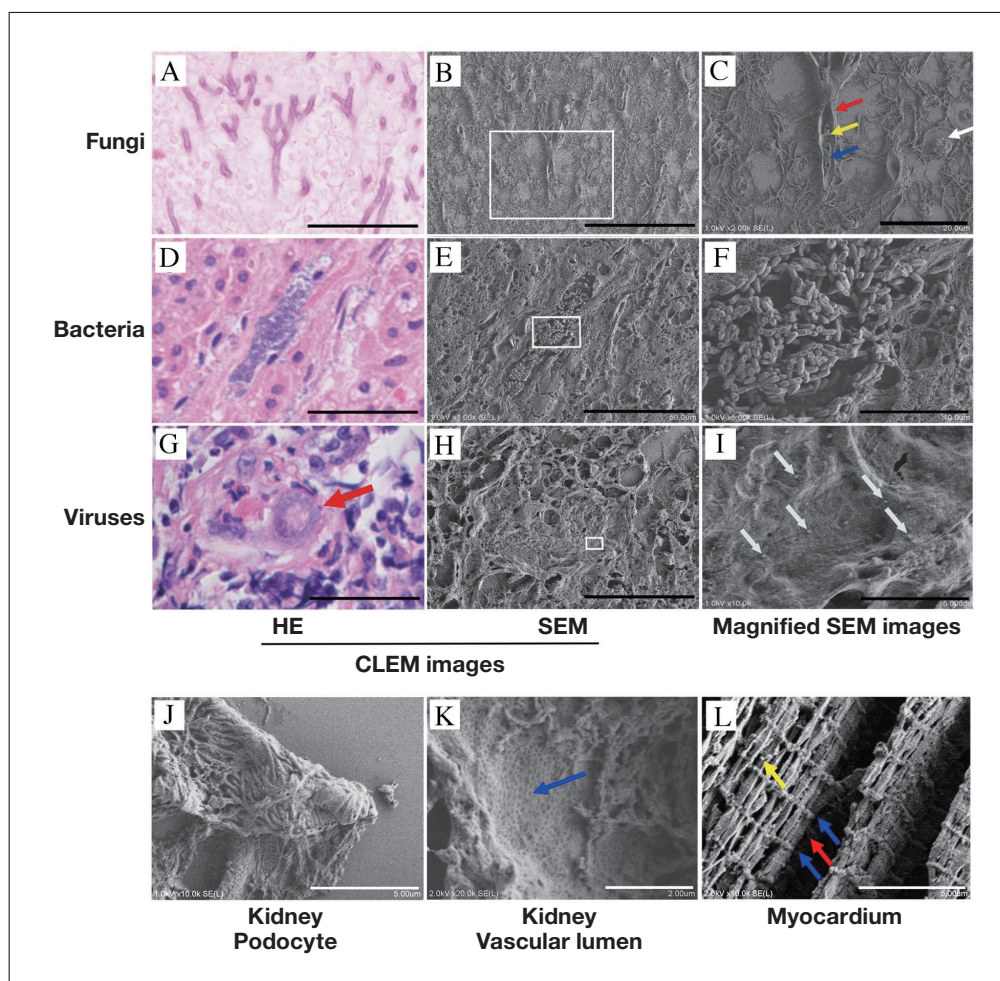 A
B
C
Fungi
1.0kV x2.00k SE(L)
20.0um
D
E
F
Bacteria
1.0kV x1.00k SE(L)
50.0um
1.0kV x5.00k SE(L)
10.0um
G
H
I
Viruses
1.0kV x10.0k
5.00um
HE
SEM
Magnified SEM images
CLEM images
J
K
L
1.0kV x10.0k SE(L)
5.00um
2.0kV x20.0k SE(L)
2.00um
2.0kV x10.0k SE(L)
5.00um
Kidney
Podocyte
Kidney
Vascular lumen
Myocardium